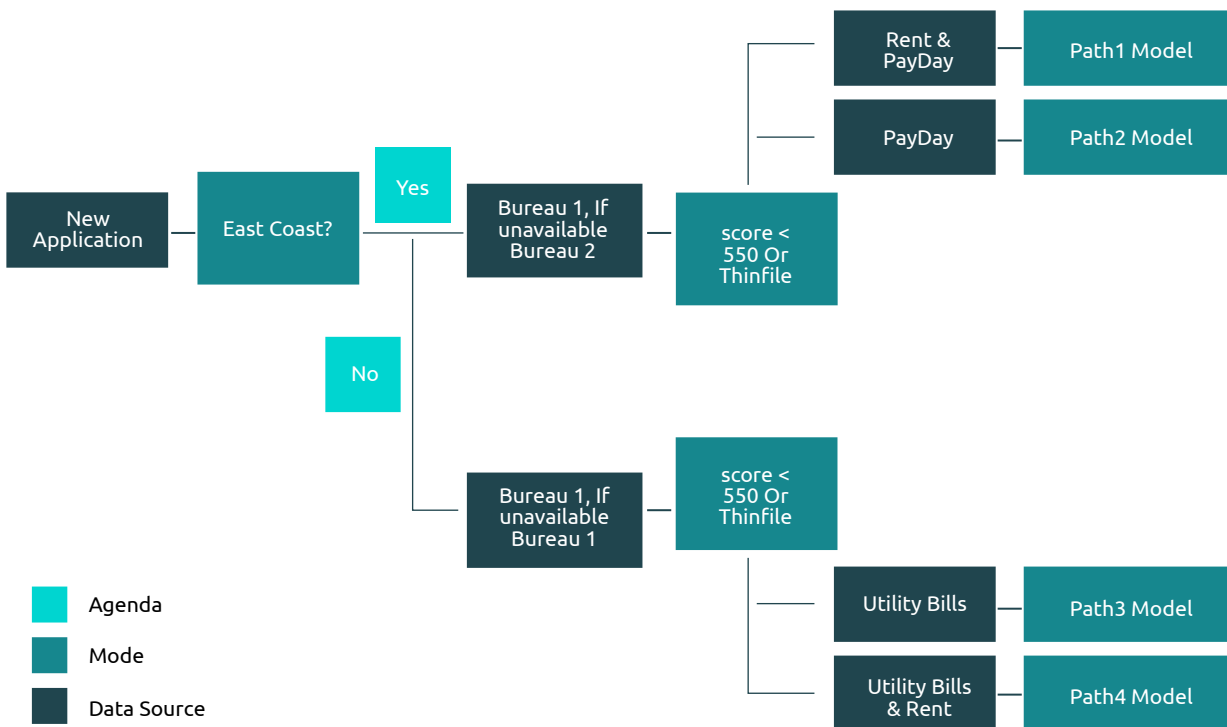 New
Application
East Coast?
Yes
No
Bureau 1, If
unavailable
Bureau 2
score <
550 Or
Thinfile
Rent &
PayDay
Path1 Model
PayDay
Path2 Model
Bureau 1, If
unavailable
Bureau 1
score <
550 Or
Thinfile
Utility Bills
Path3 Model
Utility Bills
& Rent
Path4 Model
Agenda
Mode
Data Source